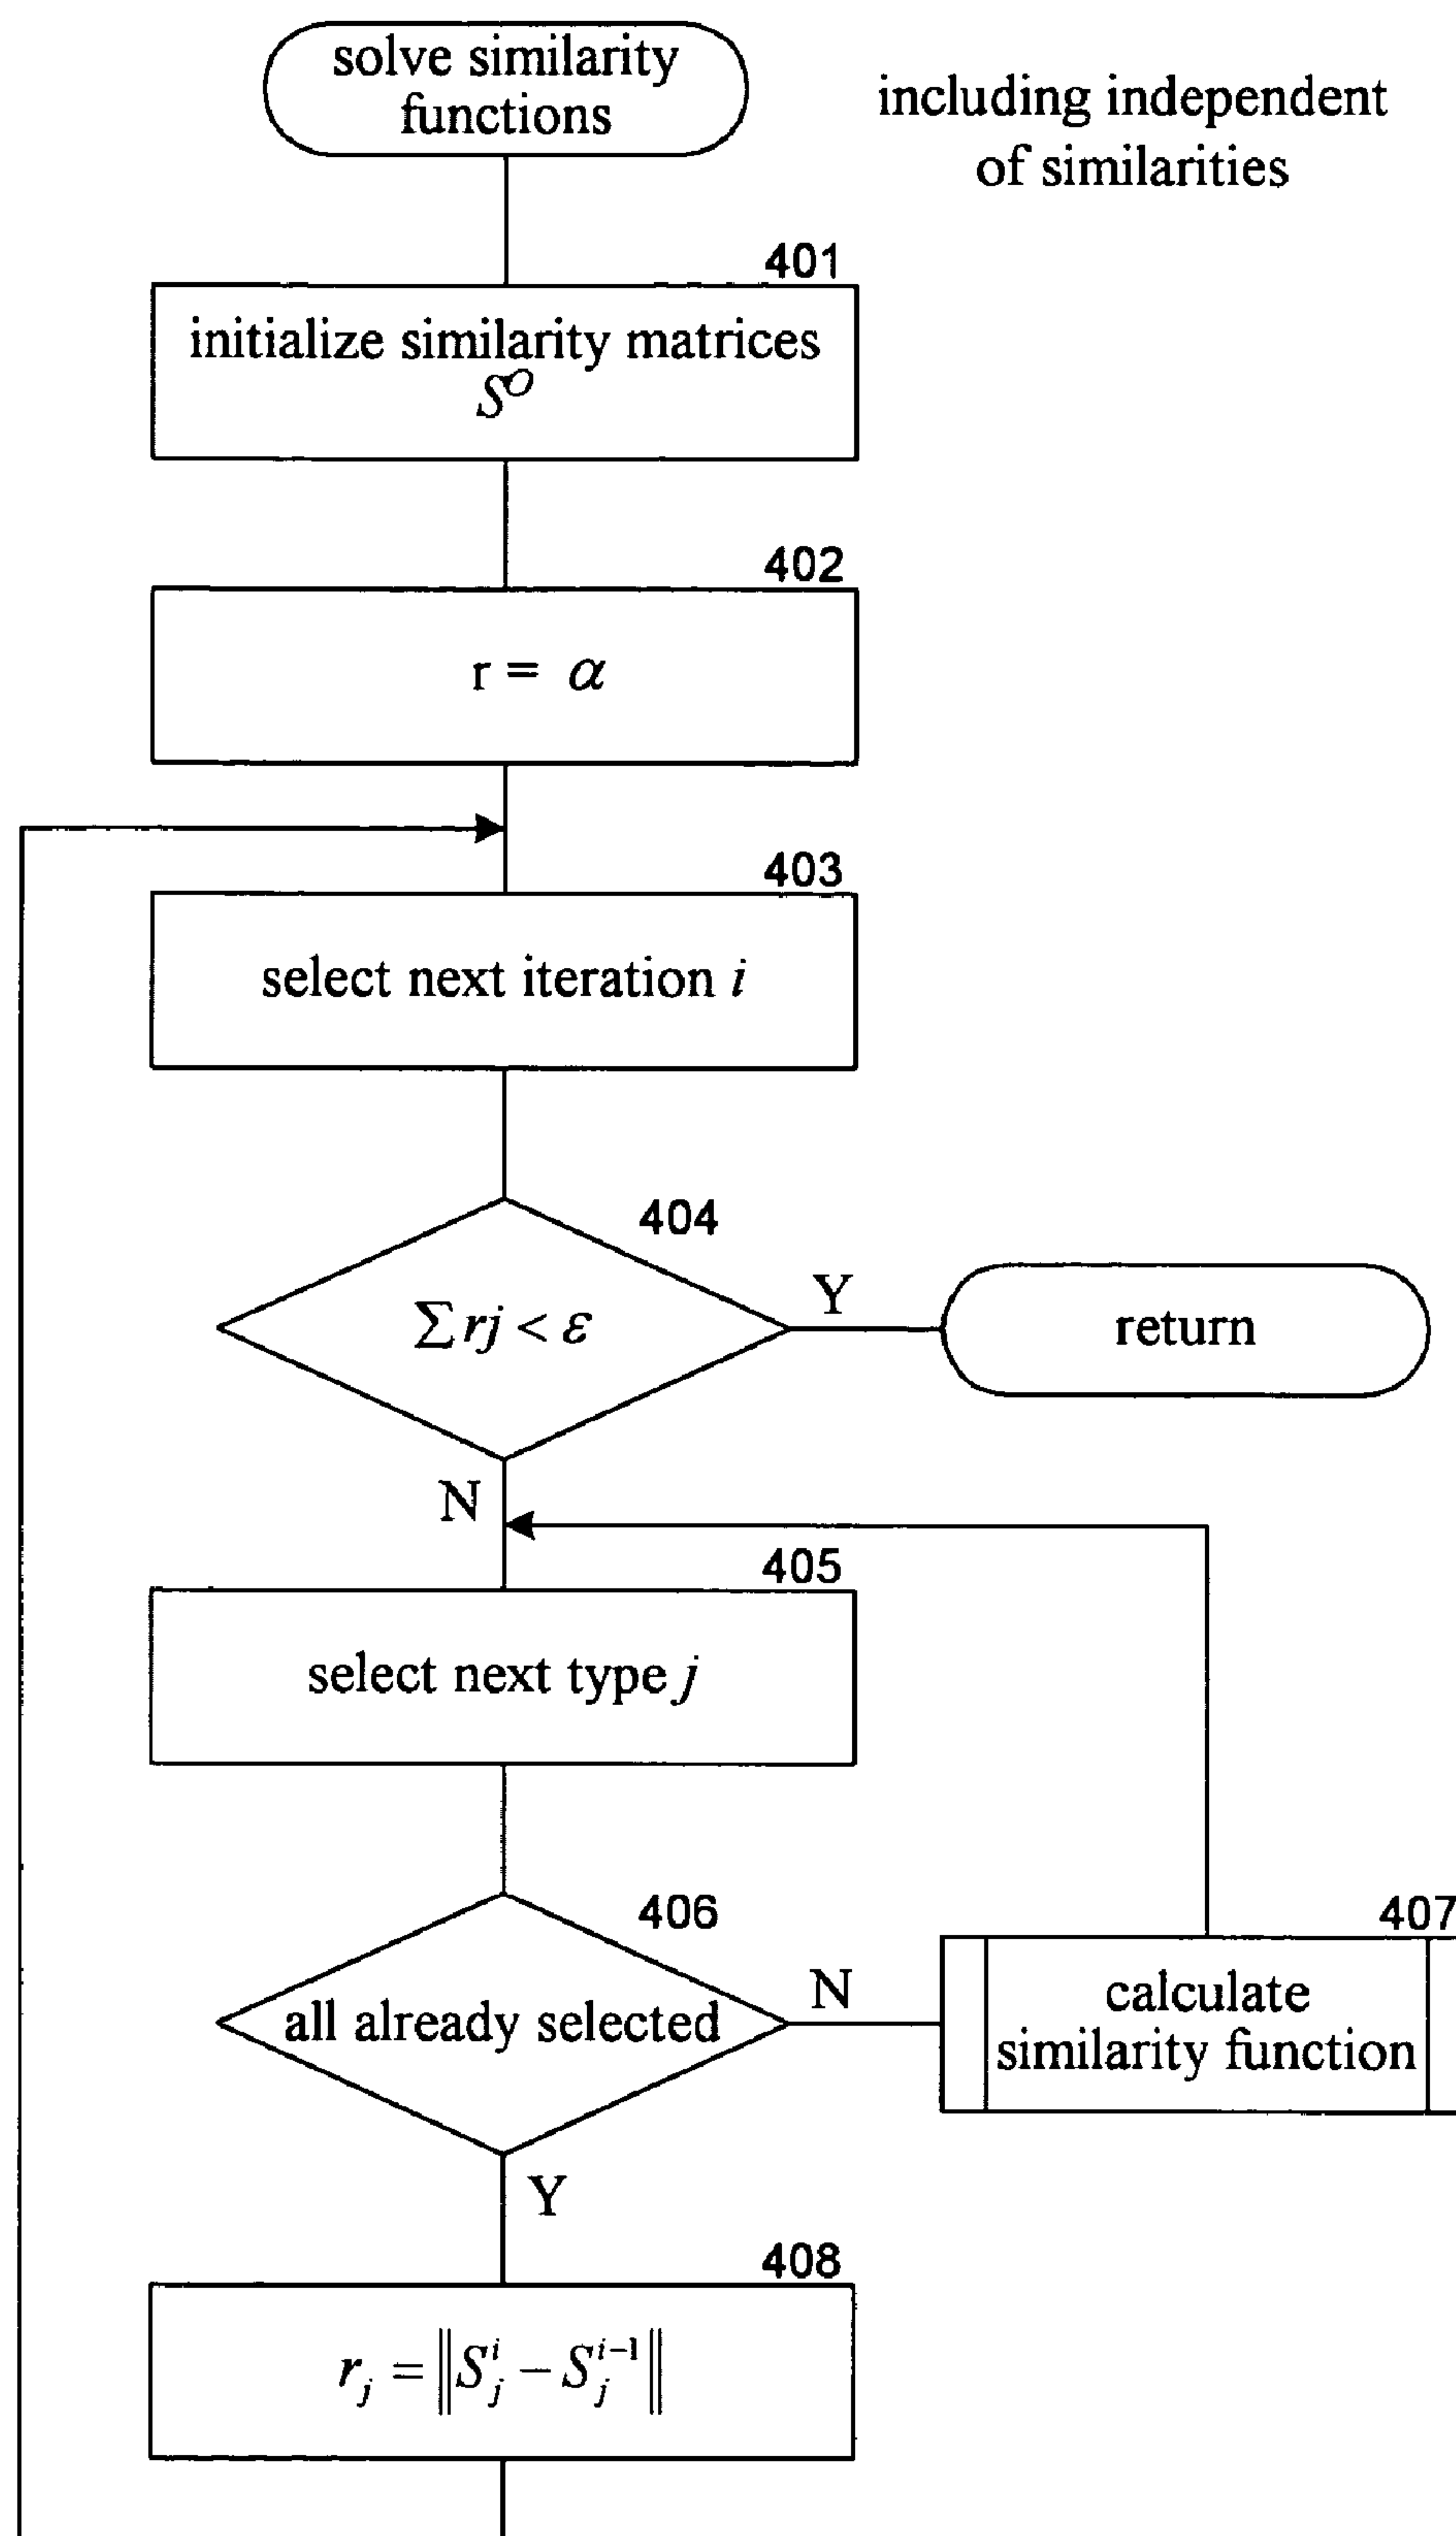 solve similarity
functions
including independent
of similarities
401
initialize similarity matrices
S^O
402
r = α
403
select next iteration i
404
∑ rj < ε
Y
return
N
405
select next type j
406
all already selected
N
407
calculate
similarity function
Y
408
r_j = ‖S_j^i − S_j^{i−1}‖